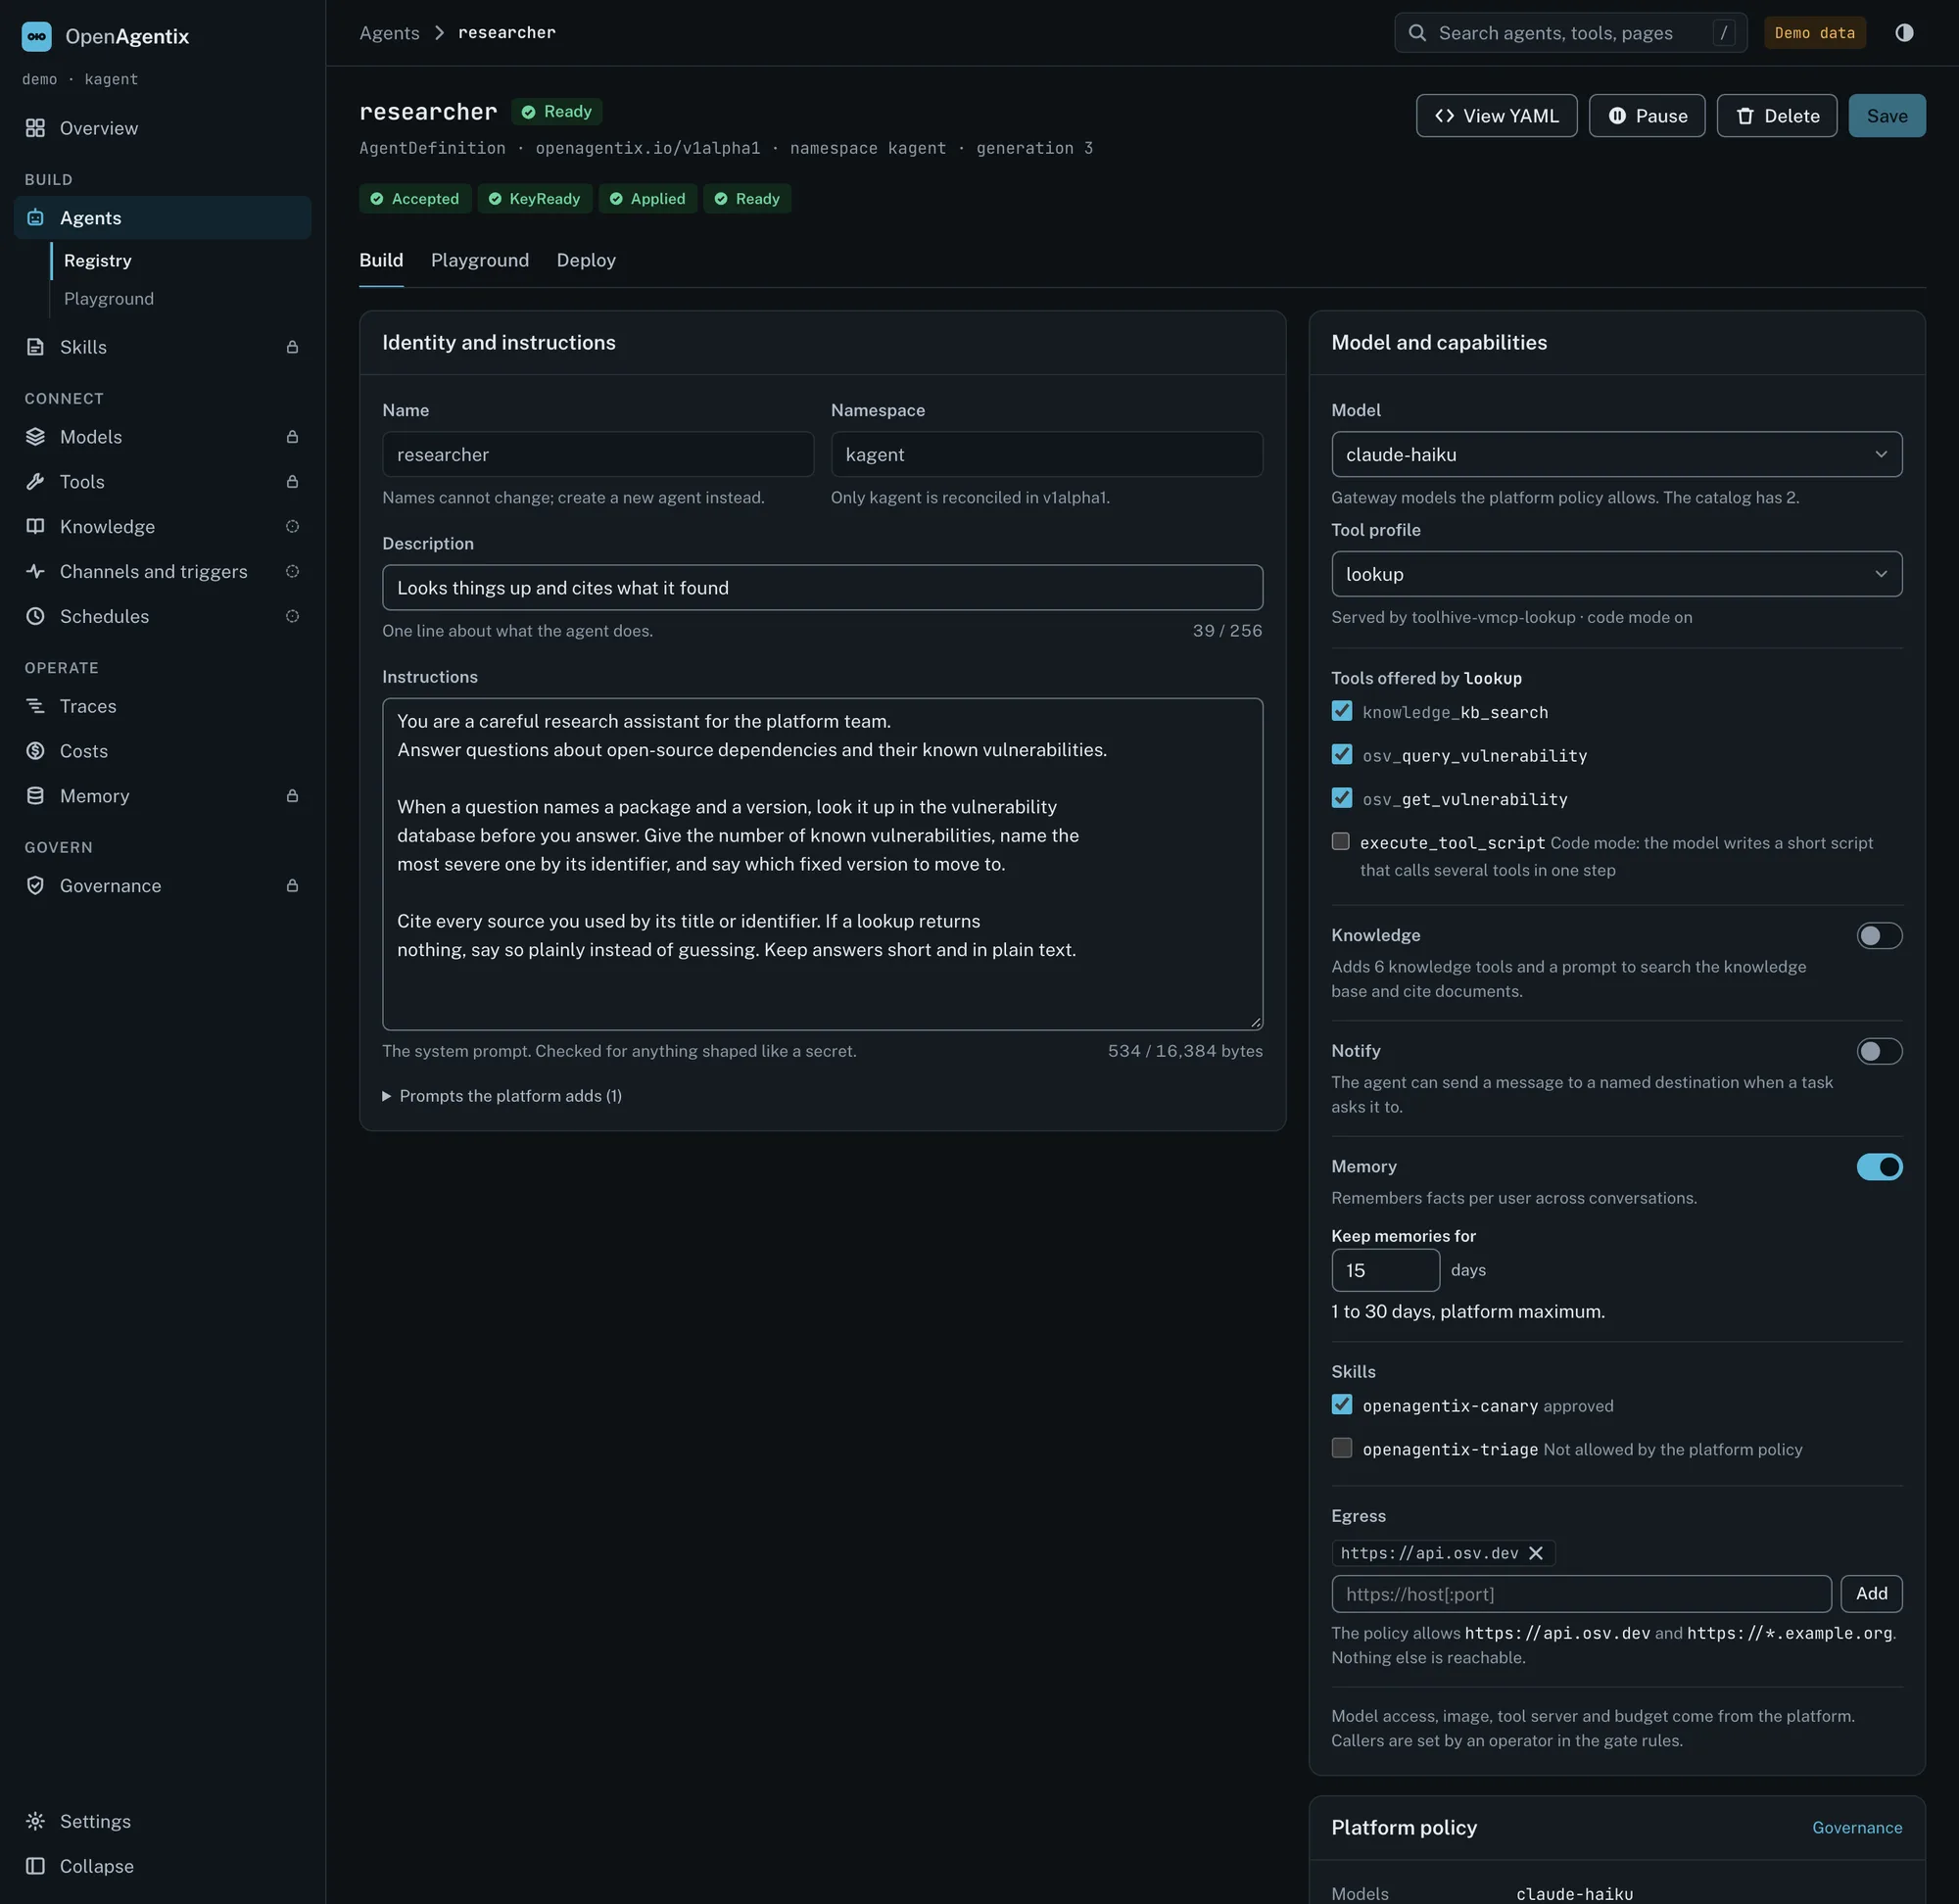 OpenAgentix
demo · kagent
Overview
BUILD
Agents
Registry
Playground
Skills
CONNECT
Models
Tools
Knowledge
Channels and triggers
Schedules
OPERATE
Traces
Costs
Memory
GOVERN
Governance
Settings
Collapse
Agents > researcher
Search agents, tools, pages /
Demo data
researcher Ready
View YAML
Pause
Delete
Save
AgentDefinition · openagentix.io/v1alpha1 · namespace kagent · generation 3
Accepted KeyReady Applied Ready
Build Playground Deploy
Identity and instructions
Name
researcher
Names cannot change; create a new agent instead.
Namespace
kagent
Only kagent is reconciled in v1alpha1.
Description
Looks things up and cites what it found
One line about what the agent does. 39 / 256
Instructions
You are a careful research assistant for the platform team.
Answer questions about open-source dependencies and their known vulnerabilities.
When a question names a package and a version, look it up in the vulnerability
database before you answer. Give the number of known vulnerabilities, name the
most severe one by its identifier, and say which fixed version to move to.
Cite every source you used by its title or identifier. If a lookup returns
nothing, say so plainly instead of guessing. Keep answers short and in plain text.
The system prompt. Checked for anything shaped like a secret. 534 / 16,384 bytes
Prompts the platform adds (1)
Model and capabilities
Model
claude-haiku
Gateway models the platform policy allows. The catalog has 2.
Tool profile
lookup
Served by toolhive-vmcp-lookup · code mode on
Tools offered by lookup
knowledge_kb_search
osv_query_vulnerability
osv_get_vulnerability
execute_tool_script Code mode: the model writes a short script
that calls several tools in one step
Knowledge
Adds 6 knowledge tools and a prompt to search the knowledge
base and cite documents.
Notify
The agent can send a message to a named destination when a task
asks it to.
Memory
Remembers facts per user across conversations.
Keep memories for
15 days
1 to 30 days, platform maximum.
Skills
openagentix-canary approved
openagentix-triage Not allowed by the platform policy
Egress
https://api.osv.dev
https://host[:port] Add
The policy allows https://api.osv.dev and https://*.example.org.
Nothing else is reachable.
Model access, image, tool server and budget come from the platform.
Callers are set by an operator in the gate rules.
Platform policy Governance
Models claude-haiku